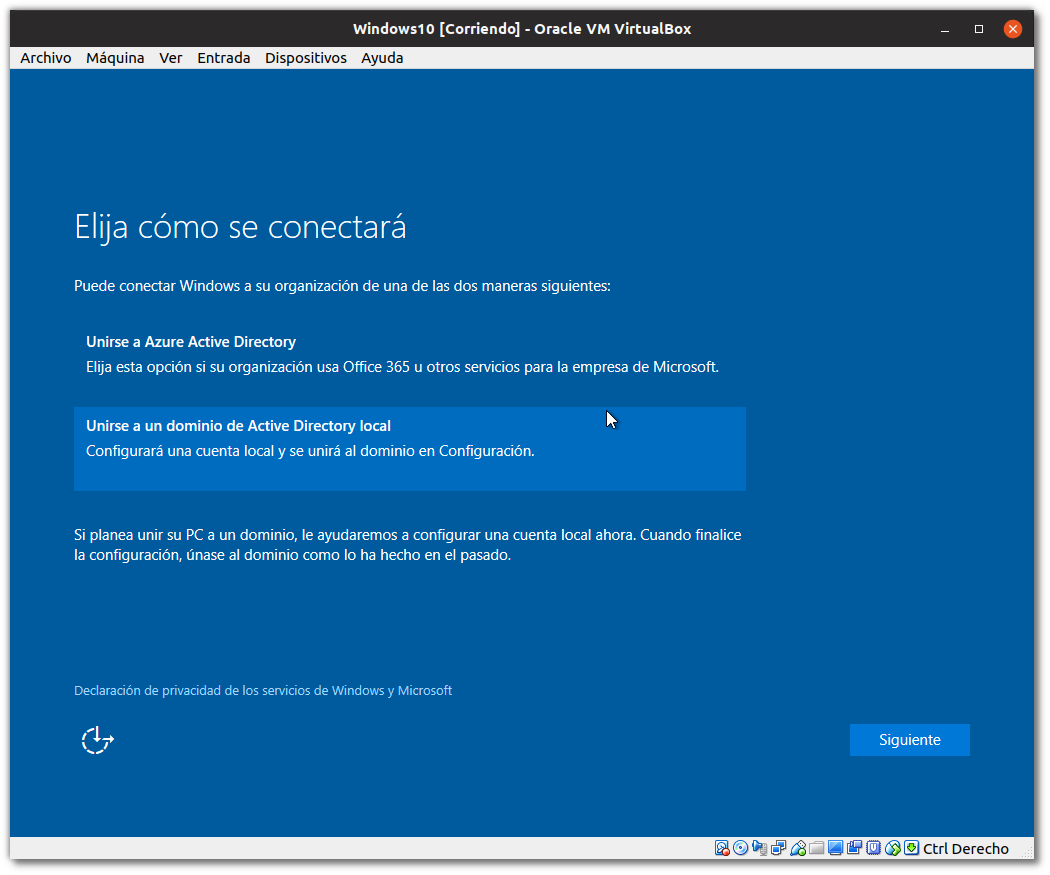 Windows10 [Corriendo] - Oracle VM VirtualBox
Archivo Máquina Ver Entrada Dispositivos Ayuda
Elija cómo se conectará
Puede conectar Windows a su organización de una de las dos maneras siguientes:
Unirse a Azure Active Directory
Elija esta opción si su organización usa Office 365 u otros servicios para la empresa de Microsoft.
Unirse a un dominio de Active Directory local
Configurará una cuenta local y se unirá al dominio en Configuración.
Si planea unir su PC a un dominio, le ayudaremos a configurar una cuenta local ahora. Cuando finalice
la configuración, únase al dominio como lo ha hecho en el pasado.
Declaración de privacidad de los servicios de Windows y Microsoft
Siguiente
Ctrl Derecho